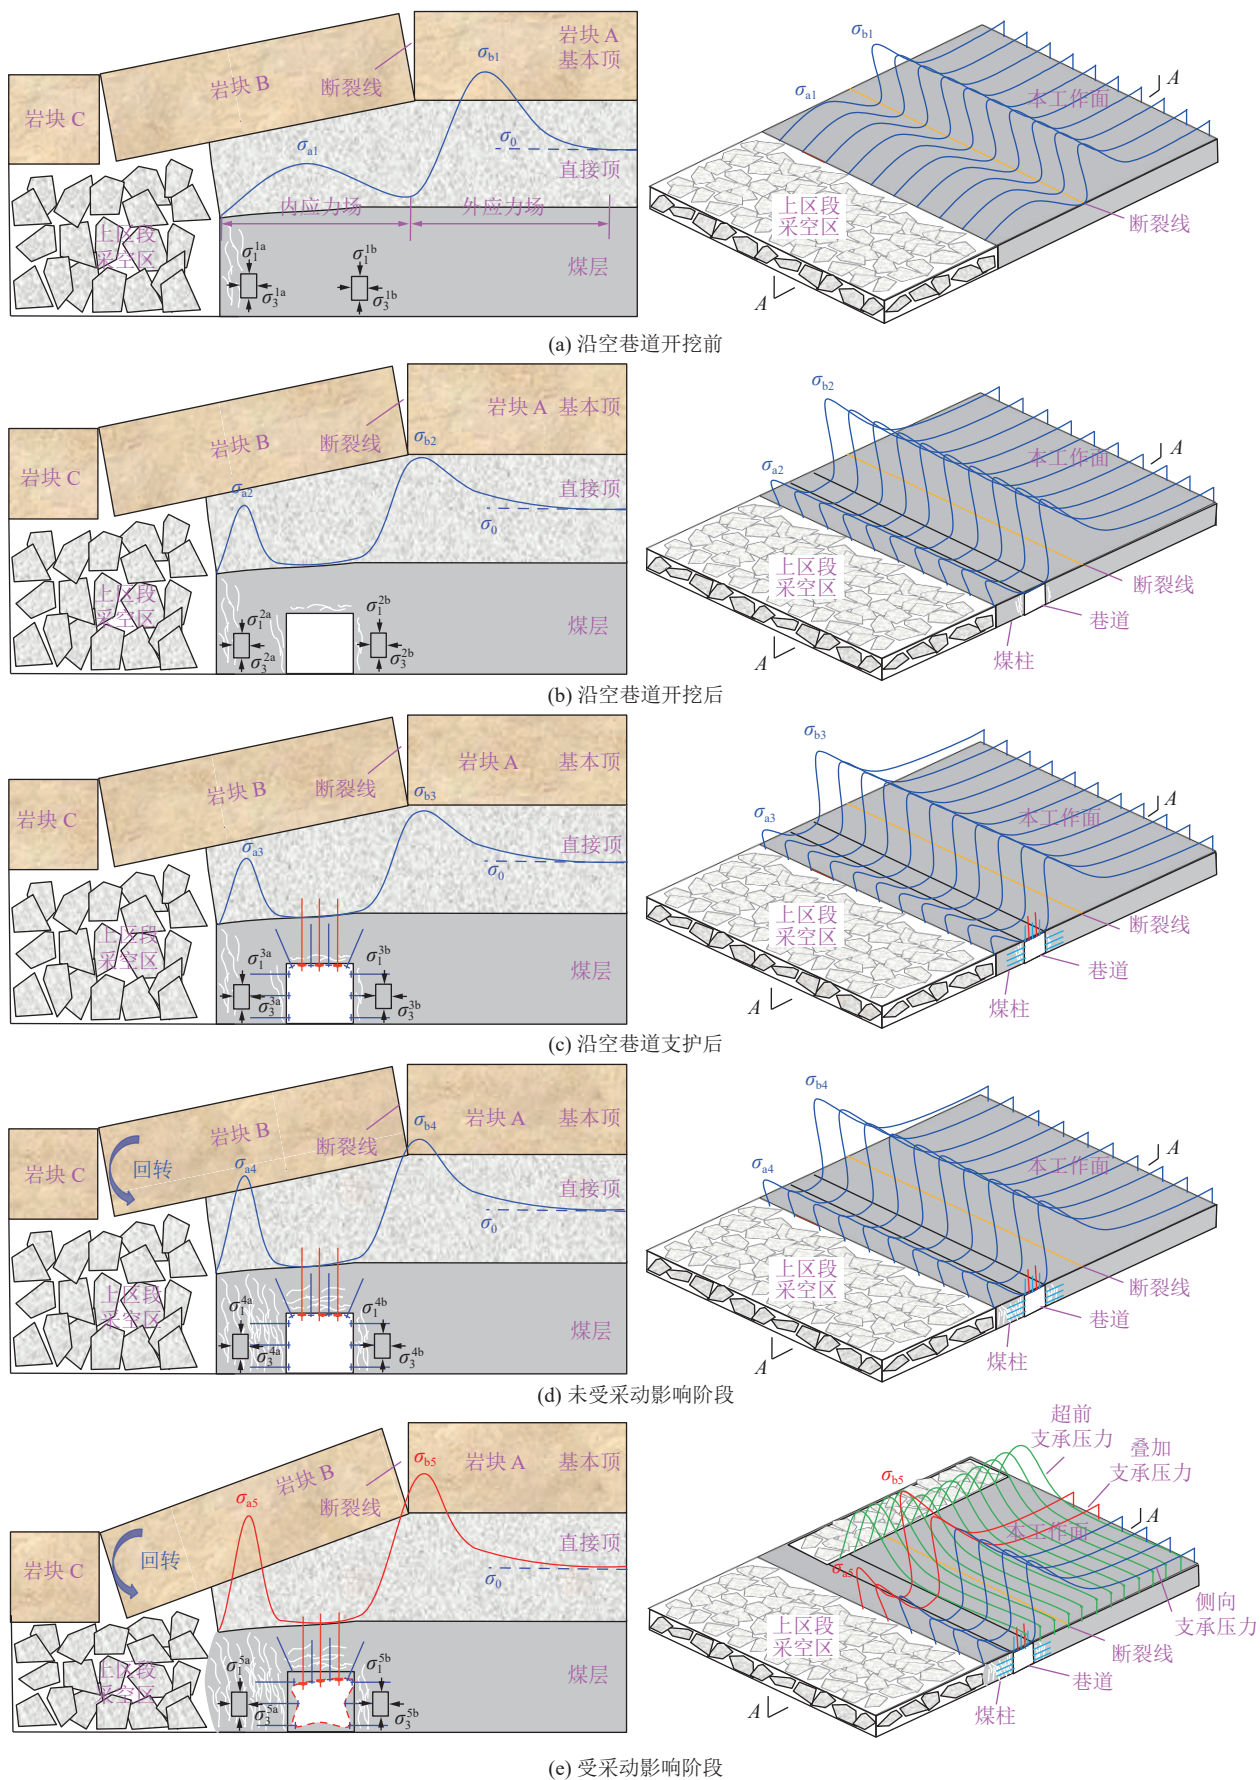 岩块 A
基本顶
σb1
岩块 B
断裂线
岩块 C
σa1
σ0
直接顶
内应力场
外应力场
上区段
采空区
σ1 1a
σ3 1a
σ1 1b
σ3 1b
煤层
σb1
A
σa1
本工作面
上区段
采空区
断裂线
A
(a) 沿空巷道开挖前
岩块 A 基本顶
岩块 B
断裂线
σb2
岩块 C
σa2
直接顶
σ0
上区段
采空区
σ1 2a
σ3 2a
σ1 2b
σ3 2b
煤层
σb2
A
本工作面
σa2
上区段
采空区
断裂线
巷道
A
煤柱
(b) 沿空巷道开挖后
岩块 A 基本顶
岩块 B
断裂线
σb3
岩块 C
σa3
直接顶
σ0
上区段
采空区
σ1 3a
σ3 3a
σ1 3b
σ3 3b
煤层
σb3
A
本工作面
σa3
上区段
采空区
断裂线
巷道
A
煤柱
(c) 沿空巷道支护后
岩块 A 基本顶
岩块 B
断裂线
σb4
岩块 C
回转
σa4
直接顶
σ0
上区段
采空区
σ1 4a
σ3 4a
σ1 4b
σ3 4b
煤层
σb4
A
本工作面
σa4
上区段
采空区
断裂线
巷道
A
煤柱
(d) 未受采动影响阶段
岩块 A 基本顶
岩块 B
断裂线
σb5
σa5
岩块 C
回转
直接顶
σ0
上区段
采空区
σ1 5a
σ3 5a
σ1 5b
σ3 5b
煤层
超前
支承压力
叠加
支承压力
σb5
A
本工作面
σa5
侧向
支承压力
上区段
采空区
断裂线
巷道
A
煤柱
(e) 受采动影响阶段